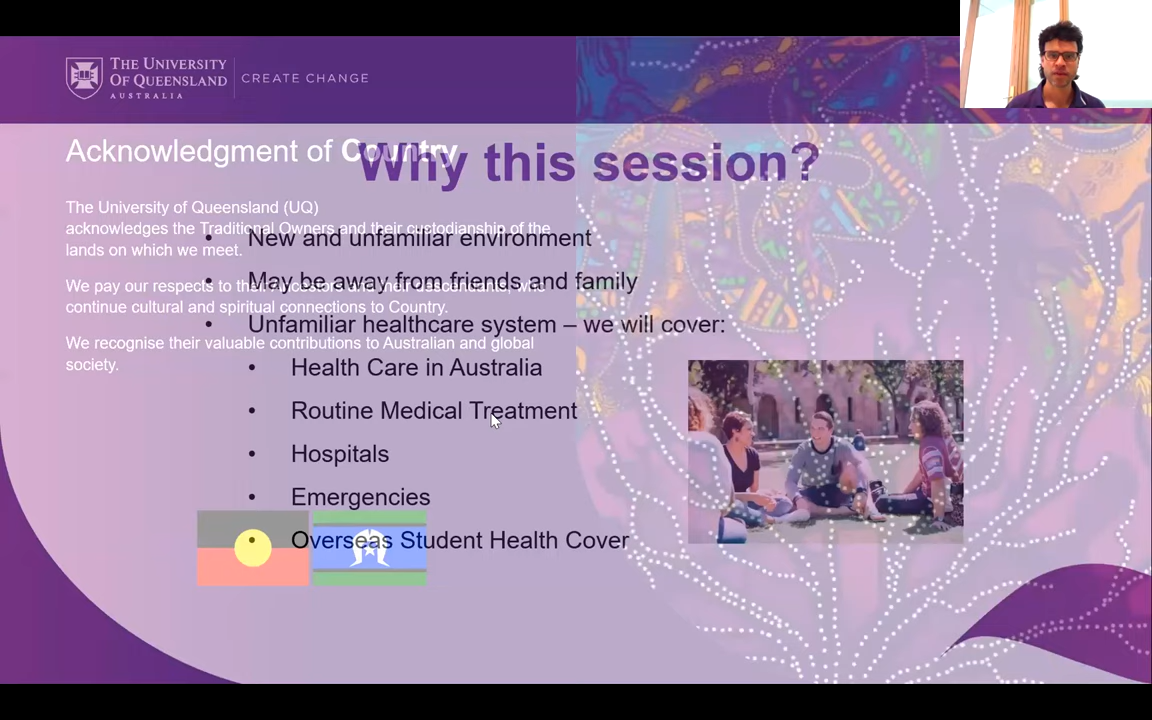 THE UNIVERSITY
OF QUEENSLAND
AUSTRALIA
CREATE CHANGE
Acknowledgment of Country
The University of Queensland (UQ)
acknowledges the Traditional Owners and their custodianship of the
lands on which we meet.
We pay our respects to their Ancestors and their descendants, who
continue cultural and spiritual connections to Country.
We recognise their valuable contributions to Australian and global
society.
Why this session?
• New and unfamiliar environment
• May be away from friends and family
• Unfamiliar healthcare system – we will cover:
• Health Care in Australia
• Routine Medical Treatment
• Hospitals
• Emergencies
• Overseas Student Health Cover